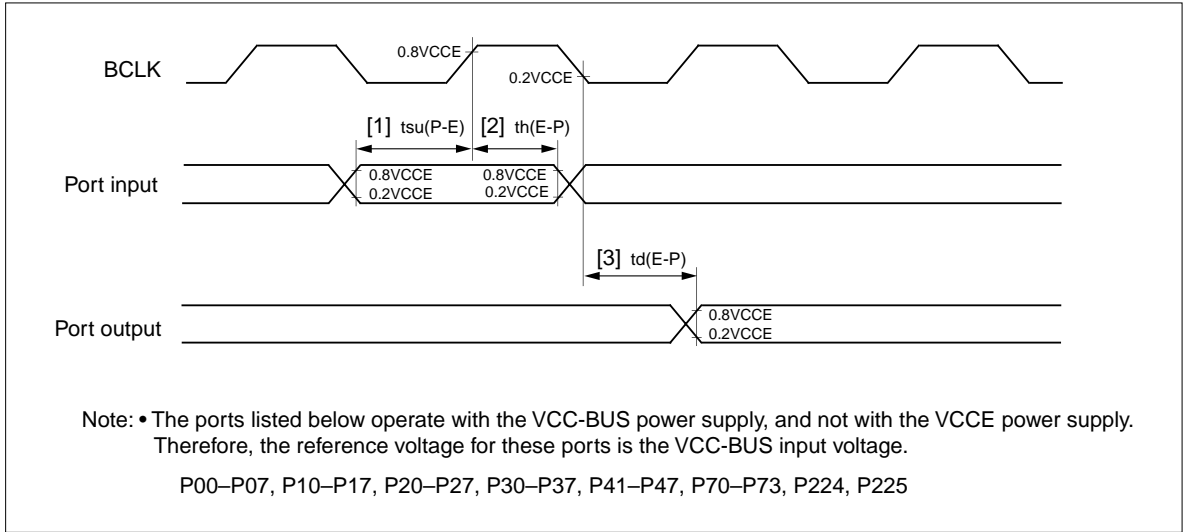 BCLK
0.8VCCE
0.2VCCE
[1] tsu(P-E) [2] th(E-P)
Port input
0.8VCCE 0.8VCCE
0.2VCCE 0.2VCCE
[3] td(E-P)
Port output
0.8VCCE
0.2VCCE
Note: • The ports listed below operate with the VCC-BUS power supply, and not with the VCCE power supply.
Therefore, the reference voltage for these ports is the VCC-BUS input voltage.
P00–P07, P10–P17, P20–P27, P30–P37, P41–P47, P70–P73, P224, P225